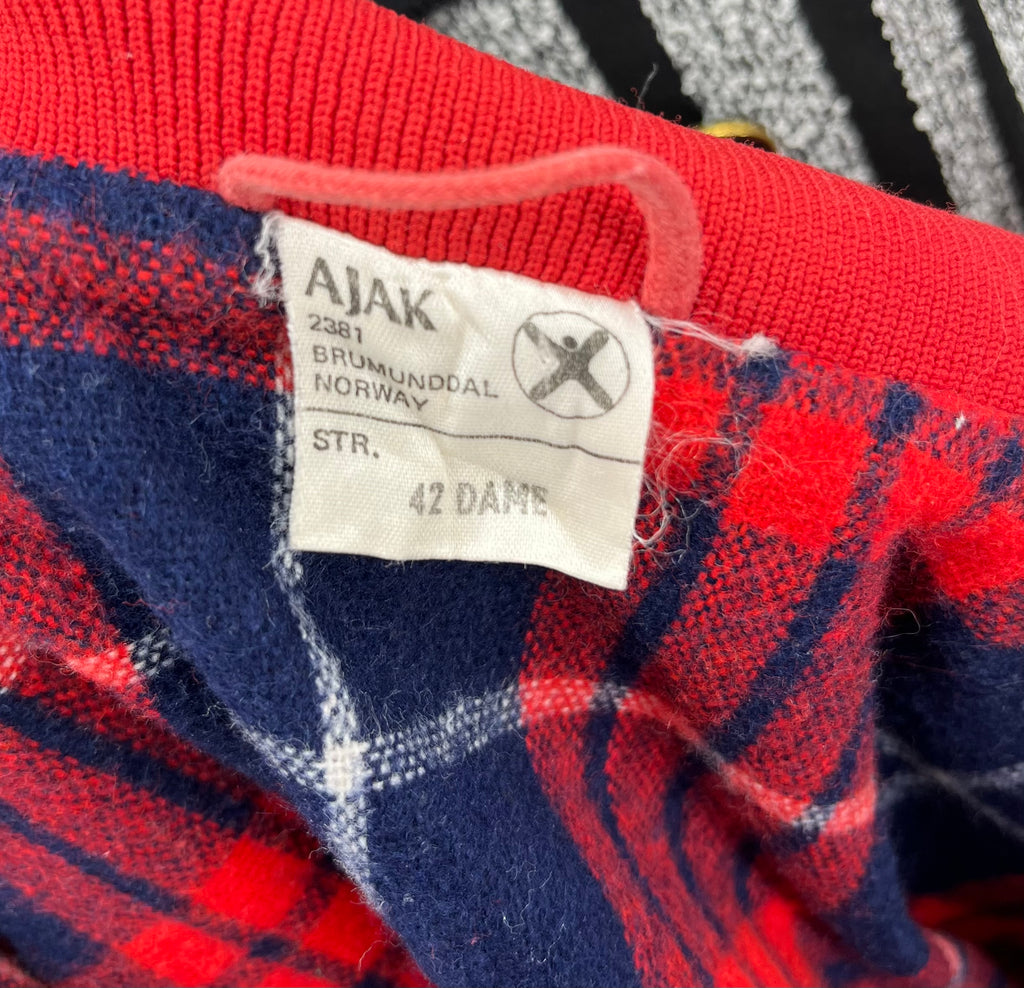 AJAK
2381
BRUMUNDDAL
NORWAY
STR.
42 DAME